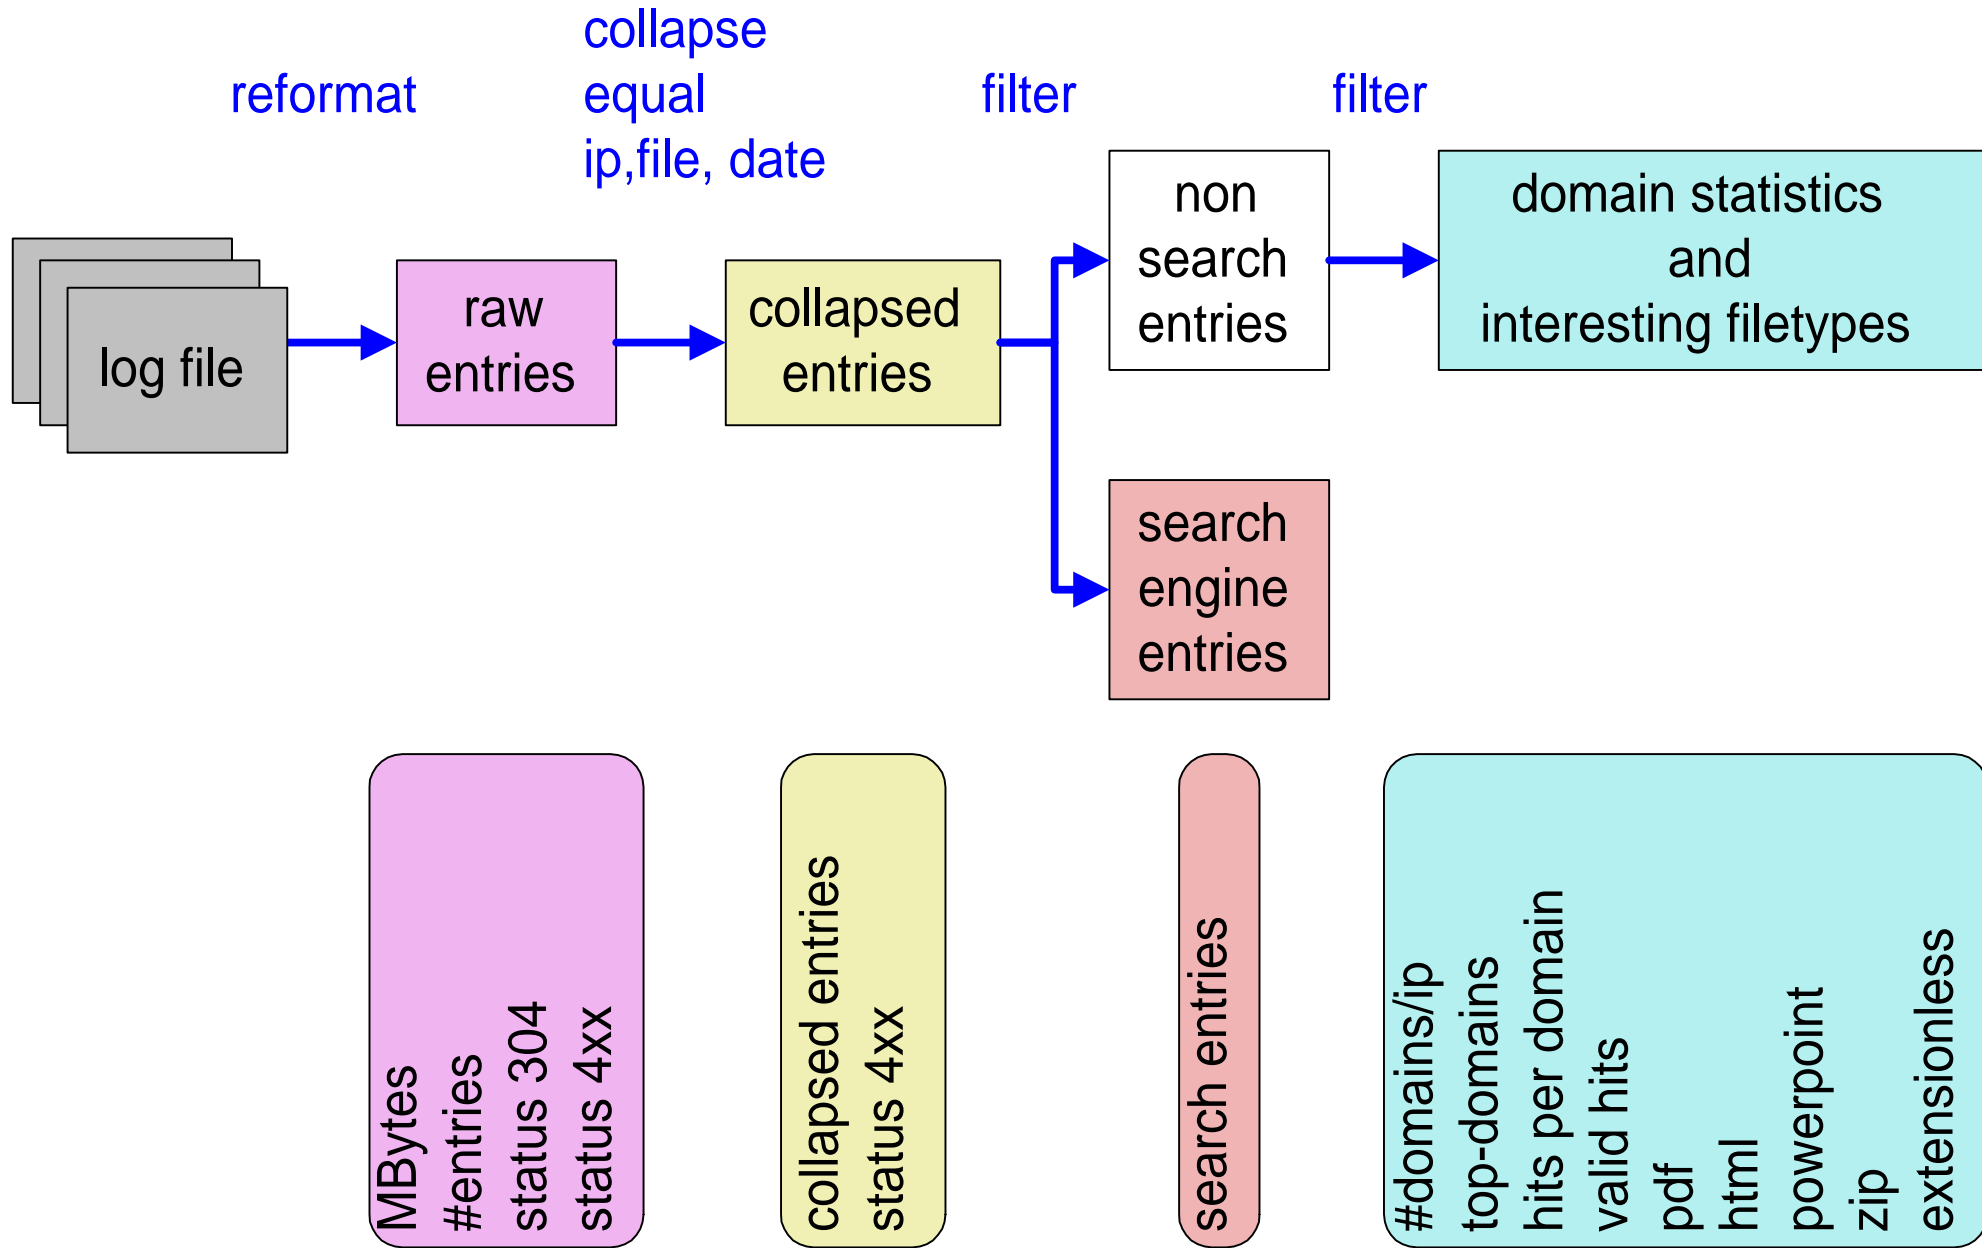 collapse
reformat
equal
filter
filter
ip,file, date
non
search
entries
domain statistics
and
interesting filetypes
log file
raw
entries
collapsed
entries
search
engine
entries
MBytes
#entries
status 304
status 4xx
collapsed entries
status 4xx
search entries
#domains/ip
top-domains
hits per domain
valid hits
pdf
html
powerpoint
zip
extensionless